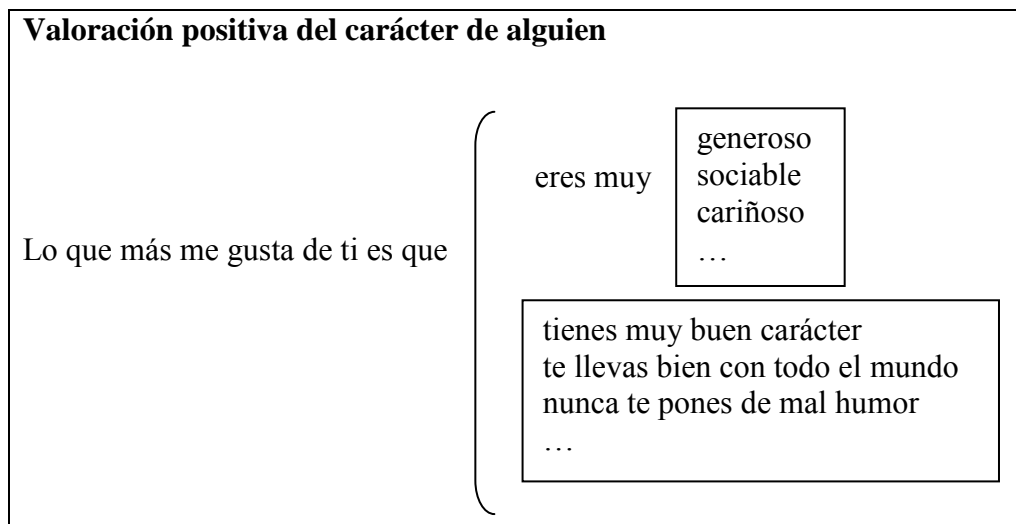 Valoración positiva del carácter de alguien
generoso
eres muy
sociable
cariñoso
…
Lo que más me gusta de ti es que
tienes muy buen carácter
te llevas bien con todo el mundo
nunca te pones de mal humor
…